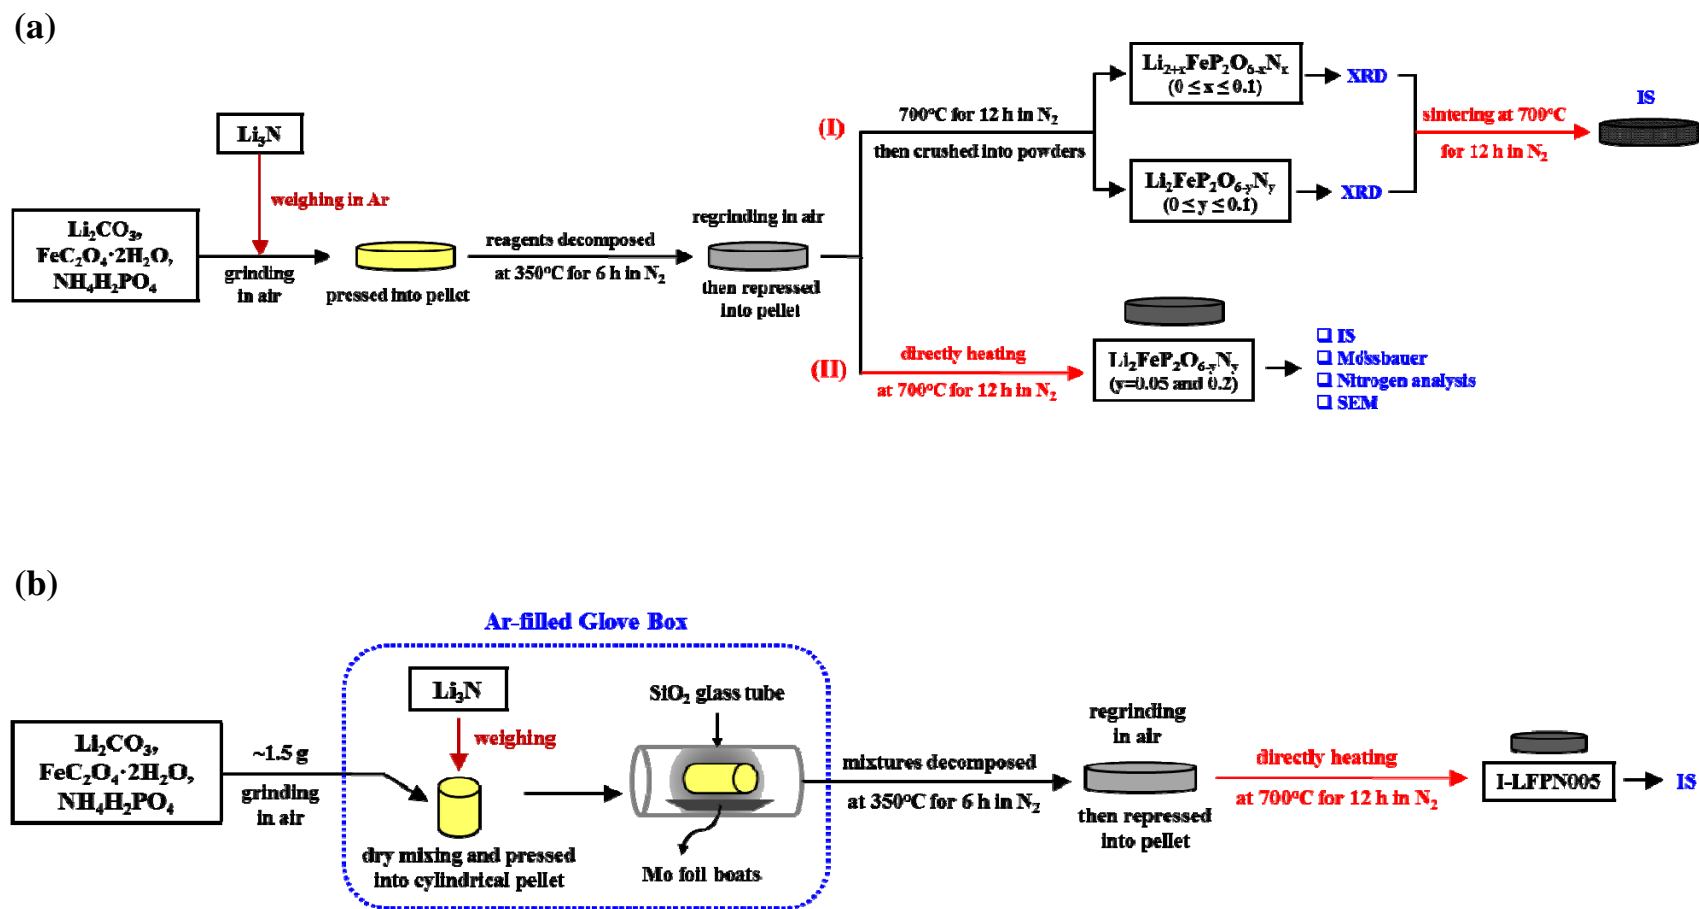 (a)
Li₃N
weighing in Ar
Li₂CO₃,
FeC₂O₄·2H₂O,
NH₄H₂PO₄
grinding
in air
pressed into pellet
reagents decomposed
at 350°C for 6 h in N₂
regrinding in air
then repressed
into pellet
(I)
700°C for 12 h in N₂
then crushed into powders
Li₂₊ₓFeP₂O₆₋ₓNₓ
(0 ≤ x ≤ 0.1)
XRD
Li₂FeP₂O₆₋yNy
(0 ≤ y ≤ 0.1)
XRD
sintering at 700°C
for 12 h in N₂
IS
(II)
directly heating
at 700°C for 12 h in N₂
Li₂FeP₂O₆₋yNy
(y=0.05 and 0.2)
❑ IS
❑ Mössbauer
❑ Nitrogen analysis
❑ SEM
(b)
Ar-filled Glove Box
Li₂CO₃,
FeC₂O₄·2H₂O,
NH₄H₂PO₄
~1.5 g
grinding
in air
Li₃N
weighing
dry mixing and pressed
into cylindrical pellet
SiO₂ glass tube
Mo foil boats
mixtures decomposed
at 350°C for 6 h in N₂
regrinding
in air
then repressed
into pellet
directly heating
at 700°C for 12 h in N₂
I-LFPN005
IS